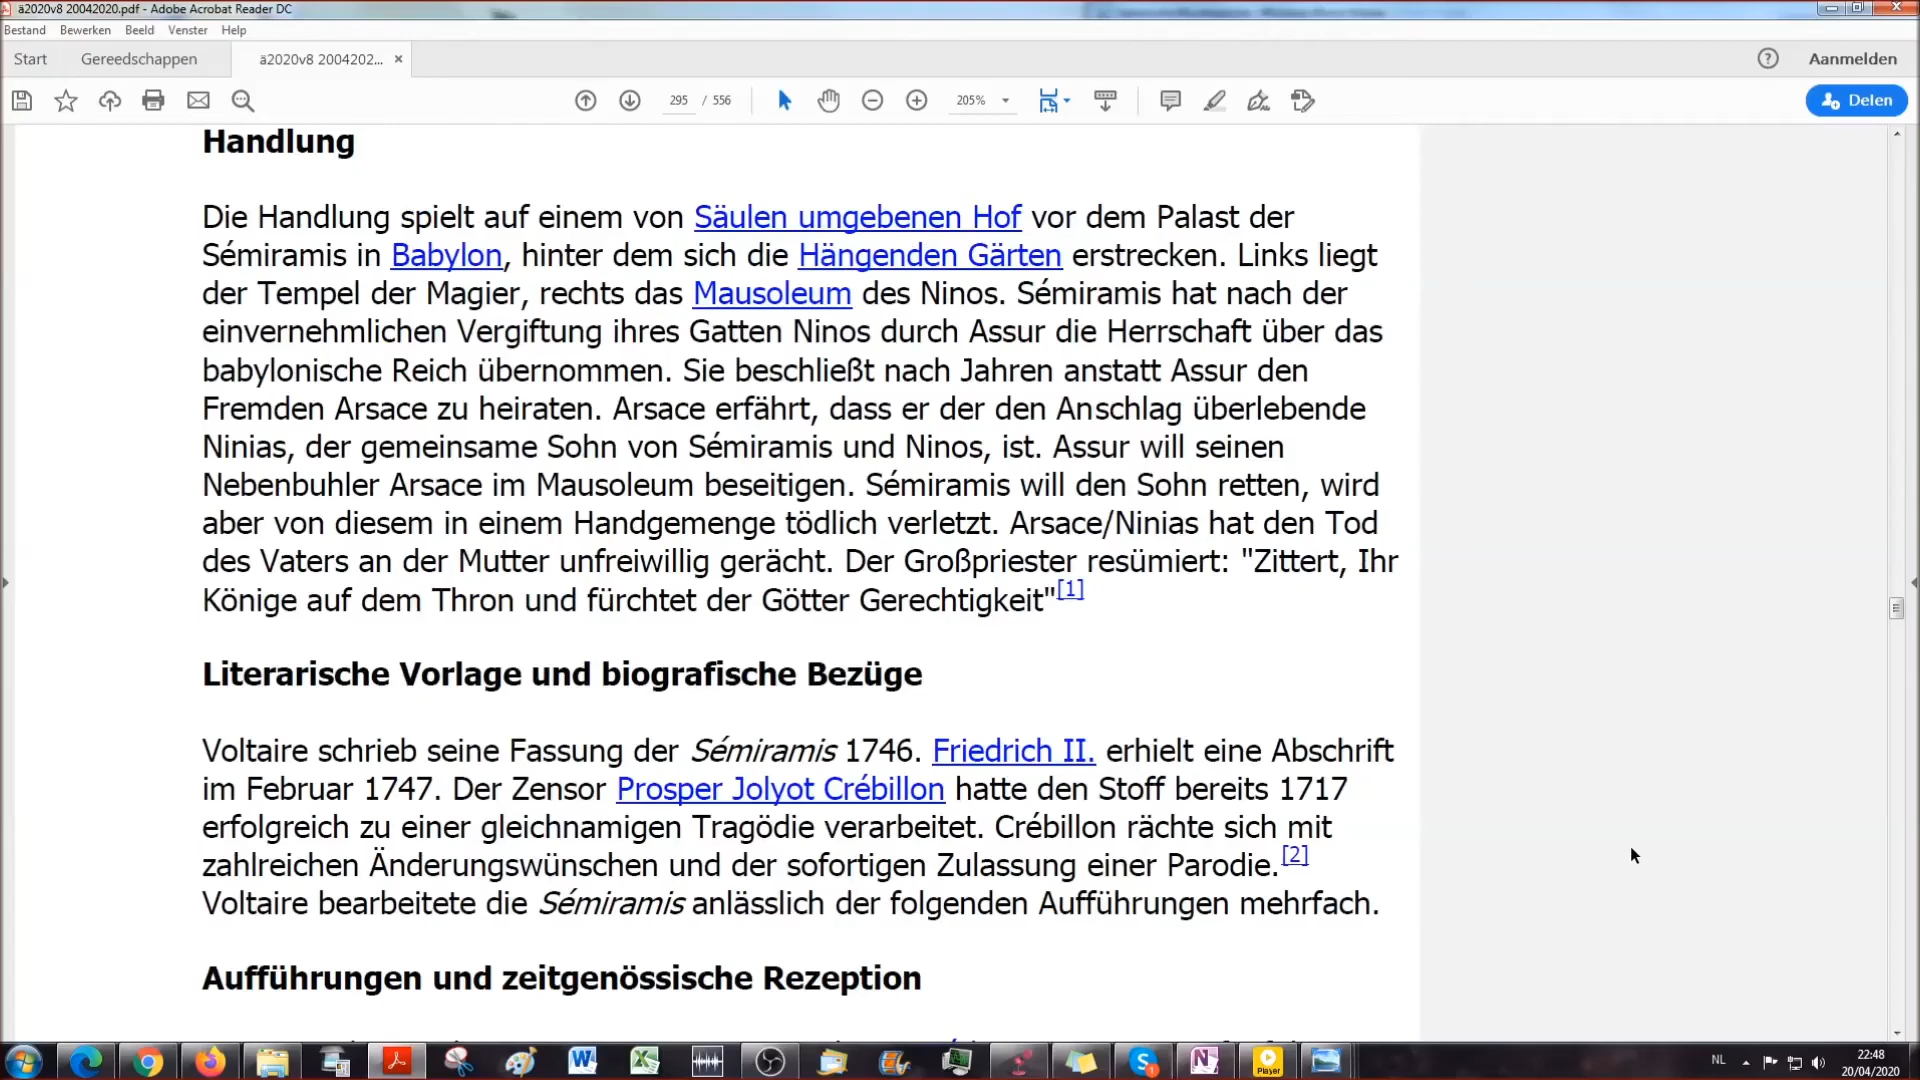 ä2020v8 20042020.pdf - Adobe Acrobat Reader DC
Bestand Bewerken Beeld Venster Help
Start Gereedschappen ä2020v8 2004202... × Aanmelden
295 / 556 205% Delen
Handlung
Die Handlung spielt auf einem von Säulen umgebenen Hof vor dem Palast der
Sémiramis in Babylon, hinter dem sich die Hängenden Gärten erstrecken. Links liegt
der Tempel der Magier, rechts das Mausoleum des Ninos. Sémiramis hat nach der
einvernehmlichen Vergiftung ihres Gatten Ninos durch Assur die Herrschaft über das
babylonische Reich übernommen. Sie beschließt nach Jahren anstatt Assur den
Fremden Arsace zu heiraten. Arsace erfährt, dass er der den Anschlag überlebende
Ninias, der gemeinsame Sohn von Sémiramis und Ninos, ist. Assur will seinen
Nebenbuhler Arsace im Mausoleum beseitigen. Sémiramis will den Sohn retten, wird
aber von diesem in einem Handgemenge tödlich verletzt. Arsace/Ninias hat den Tod
des Vaters an der Mutter unfreiwillig gerächt. Der Großpriester resümiert: "Zittert, Ihr
Könige auf dem Thron und fürchtet der Götter Gerechtigkeit"[1]
Literarische Vorlage und biografische Bezüge
Voltaire schrieb seine Fassung der Sémiramis 1746. Friedrich II. erhielt eine Abschrift
im Februar 1747. Der Zensor Prosper Jolyot Crébillon hatte den Stoff bereits 1717
erfolgreich zu einer gleichnamigen Tragödie verarbeitet. Crébillon rächte sich mit
zahlreichen Änderungswünschen und der sofortigen Zulassung einer Parodie.[2]
Voltaire bearbeitete die Sémiramis anlässlich der folgenden Aufführungen mehrfach.
Aufführungen und zeitgenössische Rezeption
Player
NL
22:48
20/04/2020